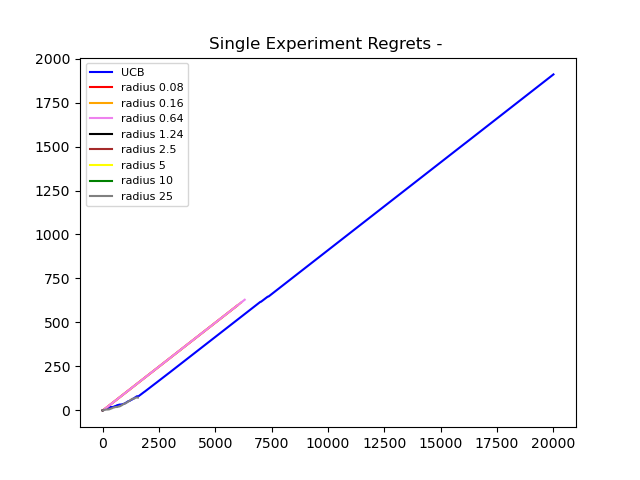 Single Experiment Regrets -
2000
1750
1500
1250
1000
750
500
250
0
UCB
radius 0.08
radius 0.16
radius 0.64
radius 1.24
radius 2.5
radius 5
radius 10
radius 25
0 2500 5000 7500 10000 12500 15000 17500 20000